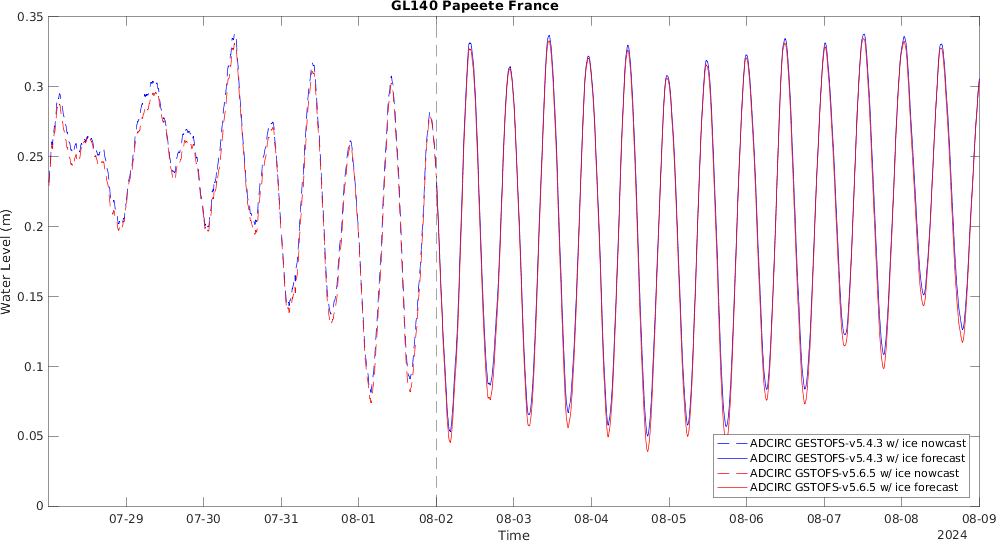 GL140 Papeete France
0.35
0.3
0.25
0.2
0.15
0.1
0.05
0
Water Level (m)
ADCIRC GESTOFS-v5.4.3 w/ ice nowcast
ADCIRC GESTOFS-v5.4.3 w/ ice forecast
ADCIRC GSTOFS-v5.6.5 w/ ice nowcast
ADCIRC GSTOFS-v5.6.5 w/ ice forecast
07-29 07-30 07-31 08-01 08-02 08-03 08-04 08-05 08-06 08-07 08-08 08-09
Time
2024